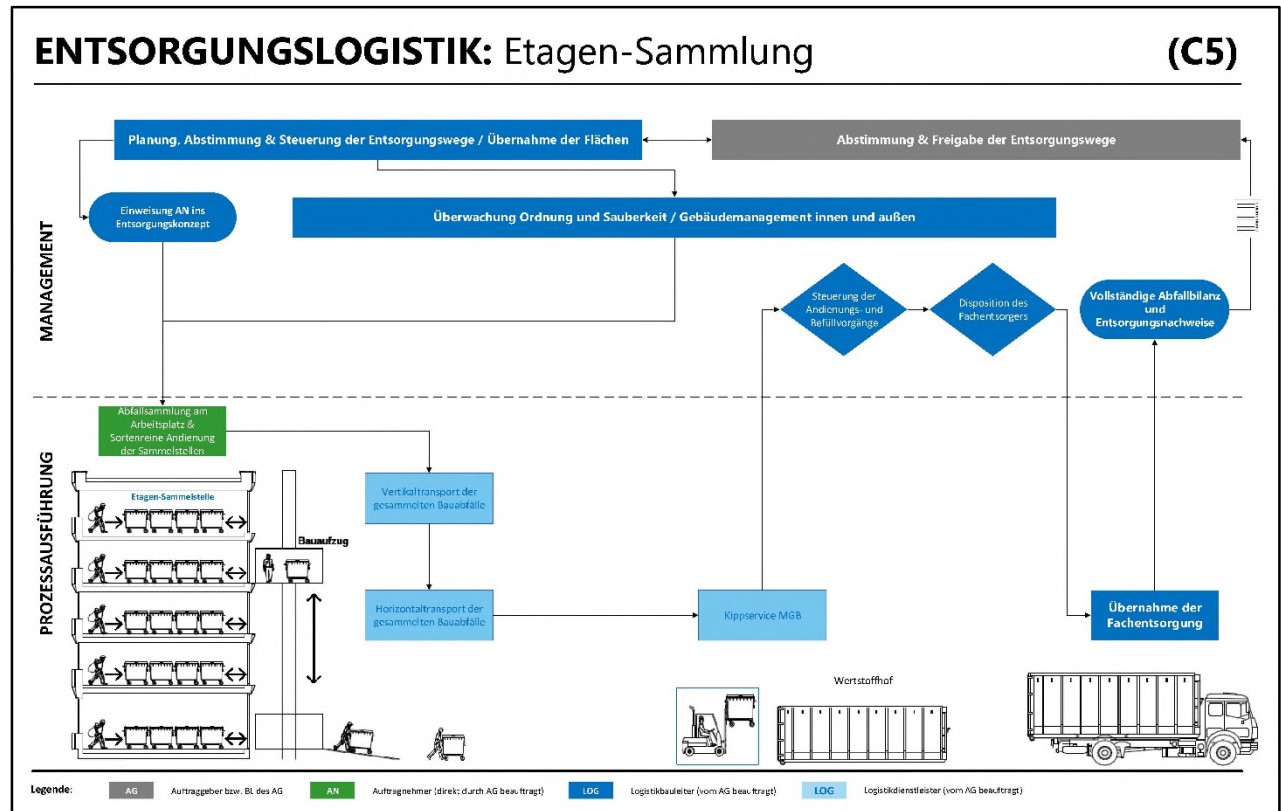 ENTSORGUNGSLOGISTIK: Etagen-Sammlung (C5)
MANAGEMENT
Planung, Abstimmung & Steuerung der Entsorgungswege / Übernahme der Flächen
Abstimmung & Freigabe der Entsorgungswege
Einweisung AN ins
Entsorgungskonzept
Überwachung Ordnung und Sauberkeit / Gebäudemanagement innen und außen
Steuerung der
Andienungs- und
Befüllvorgänge
Disposition des
Fachentsorgers
Vollständige Abfallbilanz
und
Entsorgungsnachweise
PROZESSAUSFÜHRUNG
Abfallsammlung am
Arbeitsplatz &
Sortenreine Andienung
der Sammelstellen
Etagen-Sammelstelle
Bauaufzug
Vertikaltransport der
gesammelten Bauabfälle
Horizontaltransport der
gesammelten Bauabfälle
Kippservice MGB
Übernahme der
Fachentsorgung
Wertstoffhof
Legende:
AG Auftraggeber bzw. BL des AG
AN Auftragnehmer (direkt durch AG beauftragt)
LOG Logistikbauleiter (vom AG beauftragt)
LOG Logistikdienstleister (vom AG beauftragt)